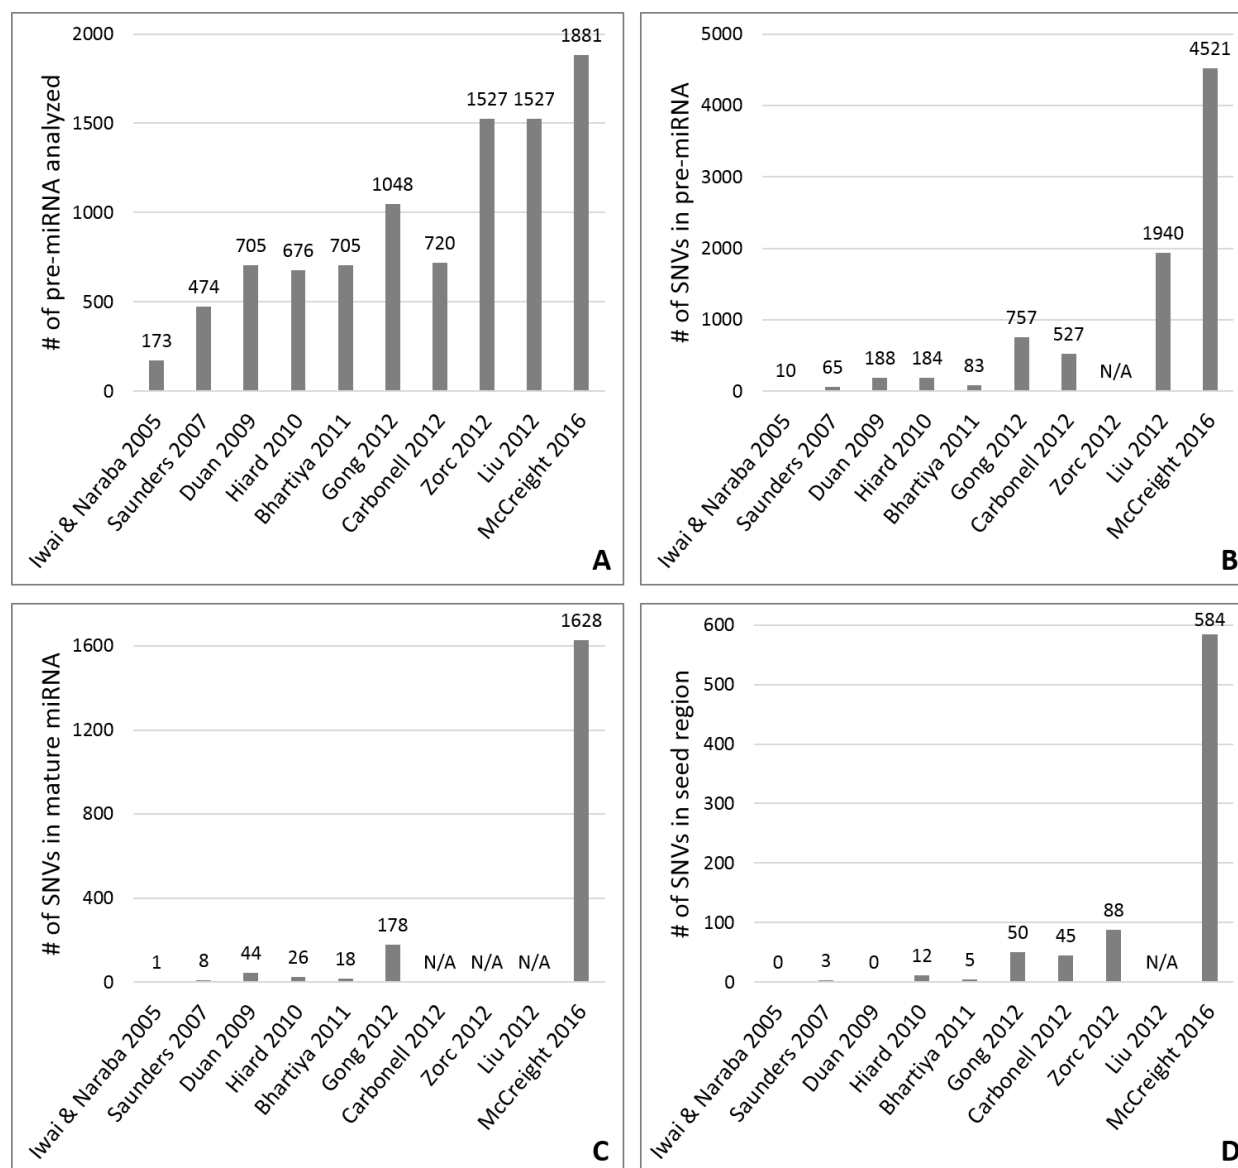 # of pre-miRNA analyzed
2000
1500
1000
500
0
173
474
705
676
705
1048
720
1527
1527
1881
Iwai & Naraba 2005
Saunders 2007
Duan 2009
Hiard 2010
Bhartiya 2011
Gong 2012
Carbonell 2012
Zorc 2012
Liu 2012
McCreight 2016
A
# of SNVs in pre-miRNA
5000
4000
3000
2000
1000
0
10
65
188
184
83
757
527
N/A
1940
4521
Iwai & Naraba 2005
Saunders 2007
Duan 2009
Hiard 2010
Bhartiya 2011
Gong 2012
Carbonell 2012
Zorc 2012
Liu 2012
McCreight 2016
B
# of SNVs in mature miRNA
1600
1200
800
400
0
1
8
44
26
18
178
N/A
N/A
N/A
1628
Iwai & Naraba 2005
Saunders 2007
Duan 2009
Hiard 2010
Bhartiya 2011
Gong 2012
Carbonell 2012
Zorc 2012
Liu 2012
McCreight 2016
C
# of SNVs in seed region
600
500
400
300
200
100
0
0
3
0
12
5
50
45
88
N/A
584
Iwai & Naraba 2005
Saunders 2007
Duan 2009
Hiard 2010
Bhartiya 2011
Gong 2012
Carbonell 2012
Zorc 2012
Liu 2012
McCreight 2016
D